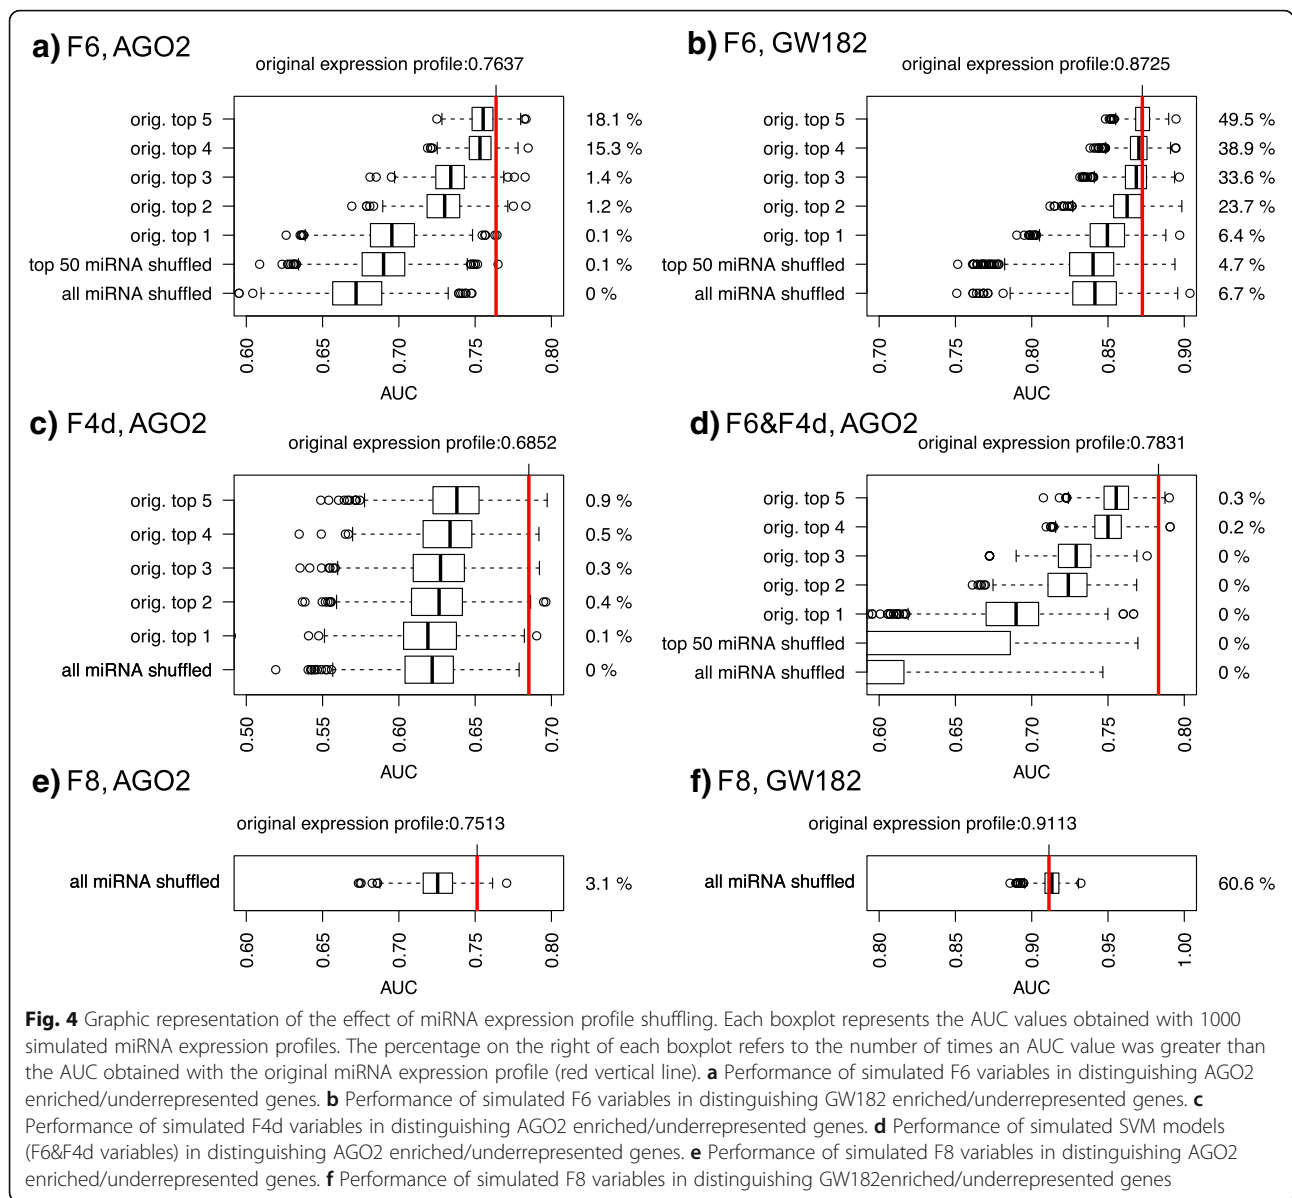 a) F6, AGO2
original expression profile:0.7637
orig. top 5 18.1 %
orig. top 4 15.3 %
orig. top 3 1.4 %
orig. top 2 1.2 %
orig. top 1 0.1 %
top 50 miRNA shuffled 0.1 %
all miRNA shuffled 0 %
0.60 0.65 0.70 0.75 0.80
AUC
b) F6, GW182
original expression profile:0.8725
orig. top 5 49.5 %
orig. top 4 38.9 %
orig. top 3 33.6 %
orig. top 2 23.7 %
orig. top 1 6.4 %
top 50 miRNA shuffled 4.7 %
all miRNA shuffled 6.7 %
0.70 0.75 0.80 0.85 0.90
AUC
c) F4d, AGO2
original expression profile:0.6852
orig. top 5 0.9 %
orig. top 4 0.5 %
orig. top 3 0.3 %
orig. top 2 0.4 %
orig. top 1 0.1 %
all miRNA shuffled 0 %
0.50 0.55 0.60 0.65 0.70
AUC
d) F6&F4d, AGO2
original expression profile:0.7831
orig. top 5 0.3 %
orig. top 4 0.2 %
orig. top 3 0 %
orig. top 2 0 %
orig. top 1 0 %
top 50 miRNA shuffled 0 %
all miRNA shuffled 0 %
0.60 0.65 0.70 0.75 0.80
AUC
e) F8, AGO2
original expression profile:0.7513
all miRNA shuffled 3.1 %
0.60 0.65 0.70 0.75 0.80
AUC
f) F8, GW182
original expression profile:0.9113
all miRNA shuffled 60.6 %
0.80 0.85 0.90 0.95 1.00
AUC
Fig. 4 Graphic representation of the effect of miRNA expression profile shuffling. Each boxplot represents the AUC values obtained with 1000
simulated miRNA expression profiles. The percentage on the right of each boxplot refers to the number of times an AUC value was greater than
the AUC obtained with the original miRNA expression profile (red vertical line). a Performance of simulated F6 variables in distinguishing AGO2
enriched/underrepresented genes. b Performance of simulated F6 variables in distinguishing GW182 enriched/underrepresented genes. c
Performance of simulated F4d variables in distinguishing AGO2 enriched/underrepresented genes. d Performance of simulated SVM models
(F6&F4d variables) in distinguishing AGO2 enriched/underrepresented genes. e Performance of simulated F8 variables in distinguishing AGO2
enriched/underrepresented genes. f Performance of simulated F8 variables in distinguishing GW182enriched/underrepresented genes